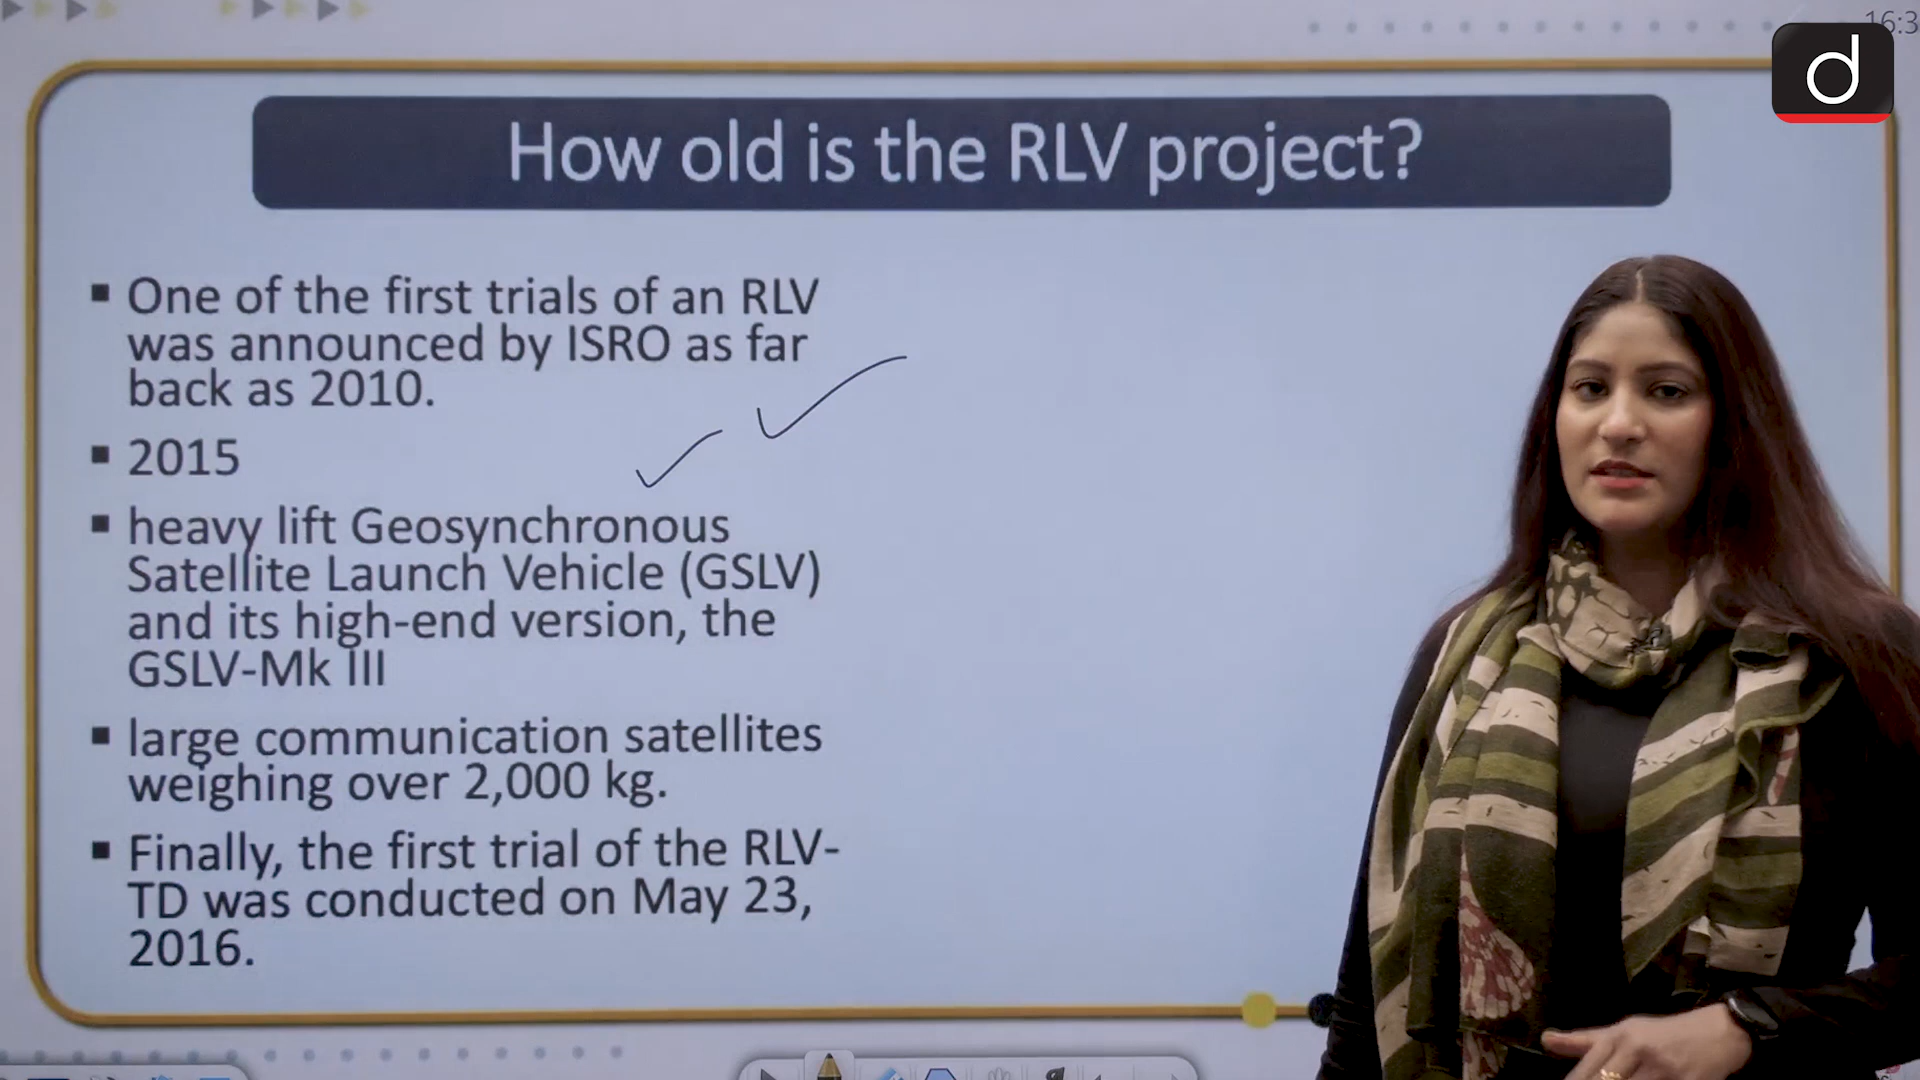 16:3
d
How old is the RLV project?
▪ One of the first trials of an RLV
was announced by ISRO as far
back as 2010.
▪ 2015
▪ heavy lift Geosynchronous
Satellite Launch Vehicle (GSLV)
and its high-end version, the
GSLV-Mk III
▪ large communication satellites
weighing over 2,000 kg.
▪ Finally, the first trial of the RLV-
TD was conducted on May 23,
2016.